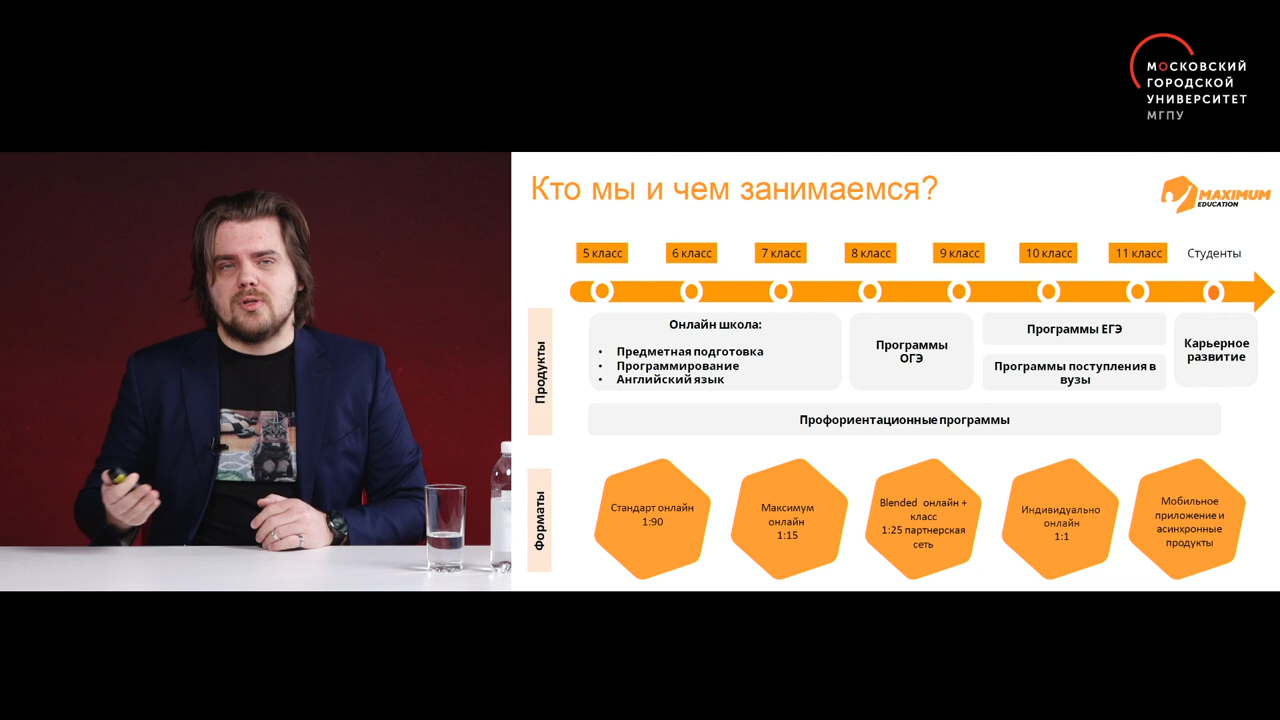 МОСКОВСКИЙ
ГОРОДСКОЙ
УНИВЕРСИТЕТ
МГПУ
Кто мы и чем занимаемся?
MAXIMUM
EDUCATION
5 класс
6 класс
7 класс
8 класс
9 класс
10 класс
11 класс
Студенты
Продукты
Онлайн школа:
• Предметная подготовка
• Программирование
• Английский язык
Программы
ОГЭ
Программы ЕГЭ
Программы поступления в
вузы
Карьерное
развитие
Профориентационные программы
Форматы
Стандарт онлайн
1:90
Максимум
онлайн
1:15
Blended онлайн +
класс
1:25 партнерская
сеть
Индивидуально
онлайн
1:1
Мобильное
приложение и
асинхронные
продукты